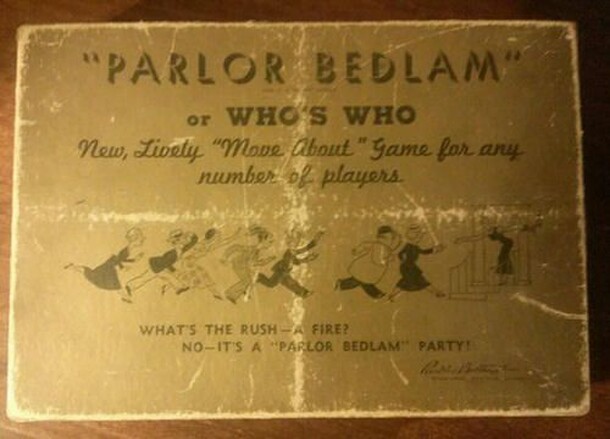 "PARLOR BEDLAM"
or WHO'S WHO
New, Lively "Move About" Game for any
number of players
WHAT'S THE RUSH—A FIRE?
NO—IT'S A "PARLOR BEDLAM" PARTY!